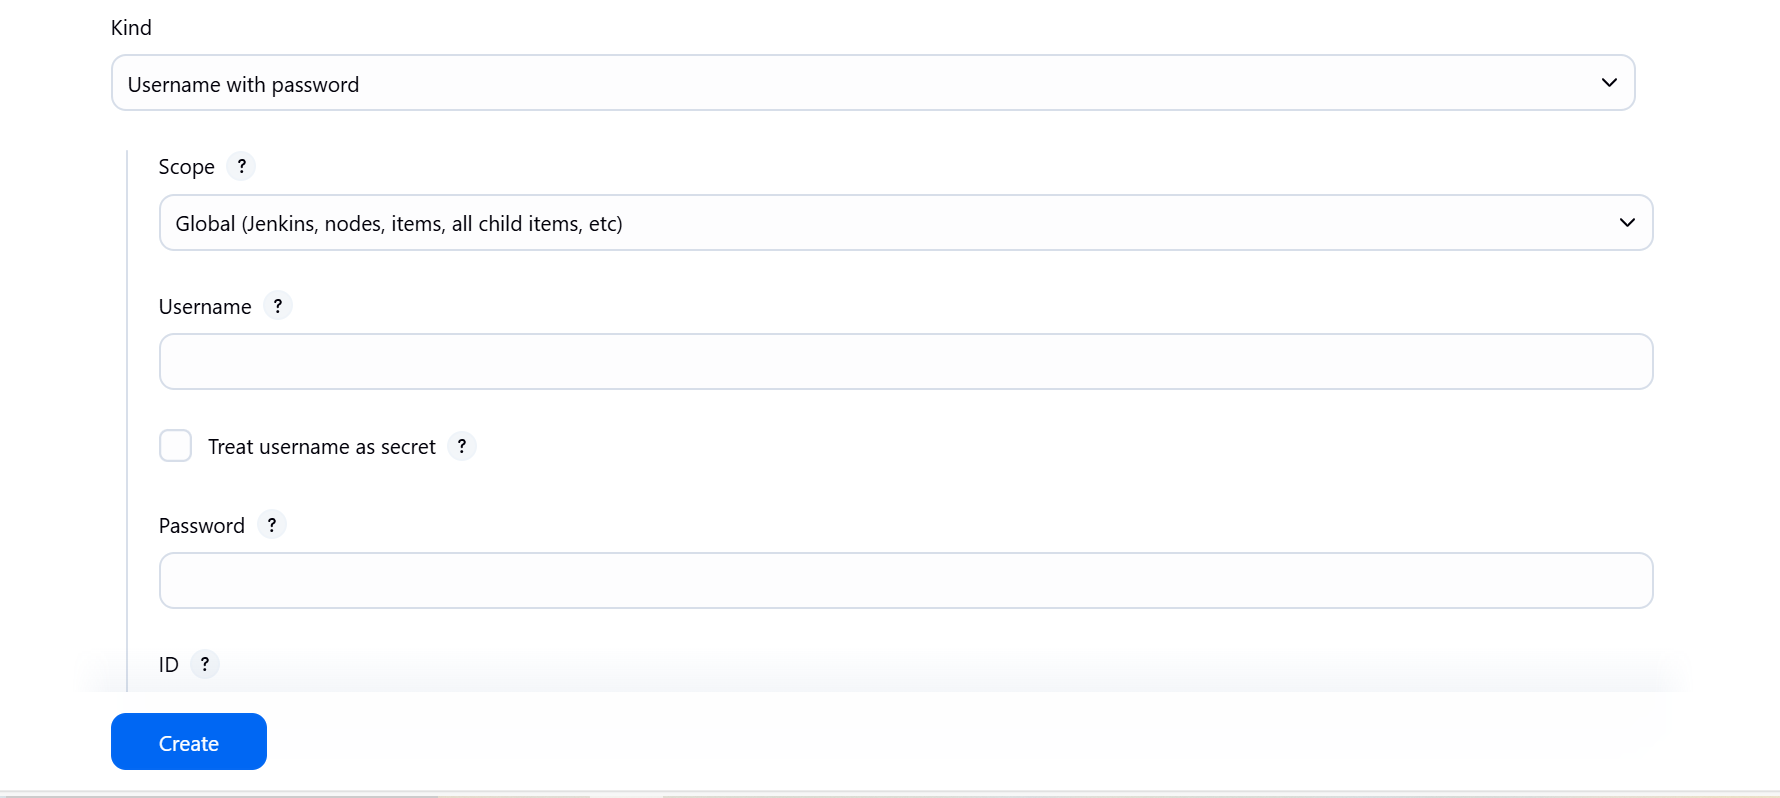 Kind
Username with password
Scope ?
Global (Jenkins, nodes, items, all child items, etc)
Username ?
Treat username as secret ?
Password ?
ID ?
Create